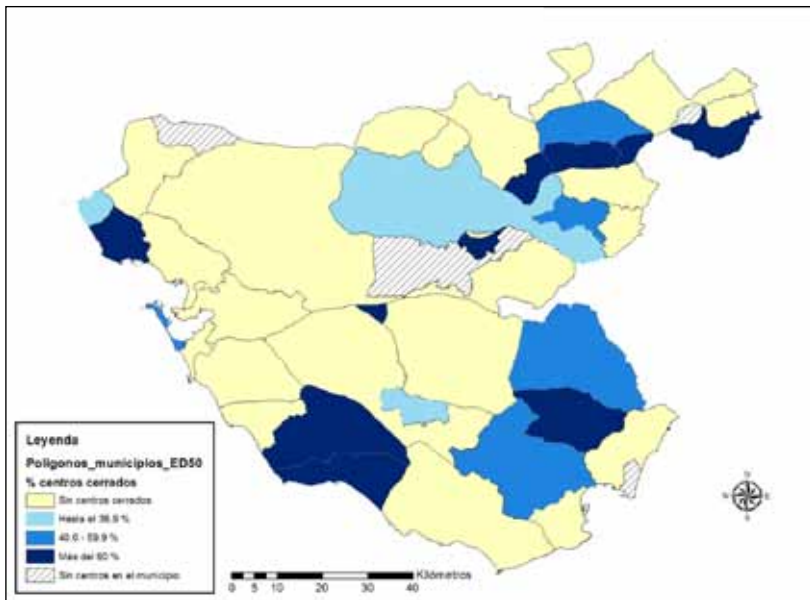 Leyenda
Poligonos_municipios_ED50
% centros cerrados
Sin centros cerrados
Hasta el 39,9 %
40,0 - 59,9 %
Más del 60 %
Sin centros en el municipio
N
E
S
0 5 10 20 30 40
Kilómetros